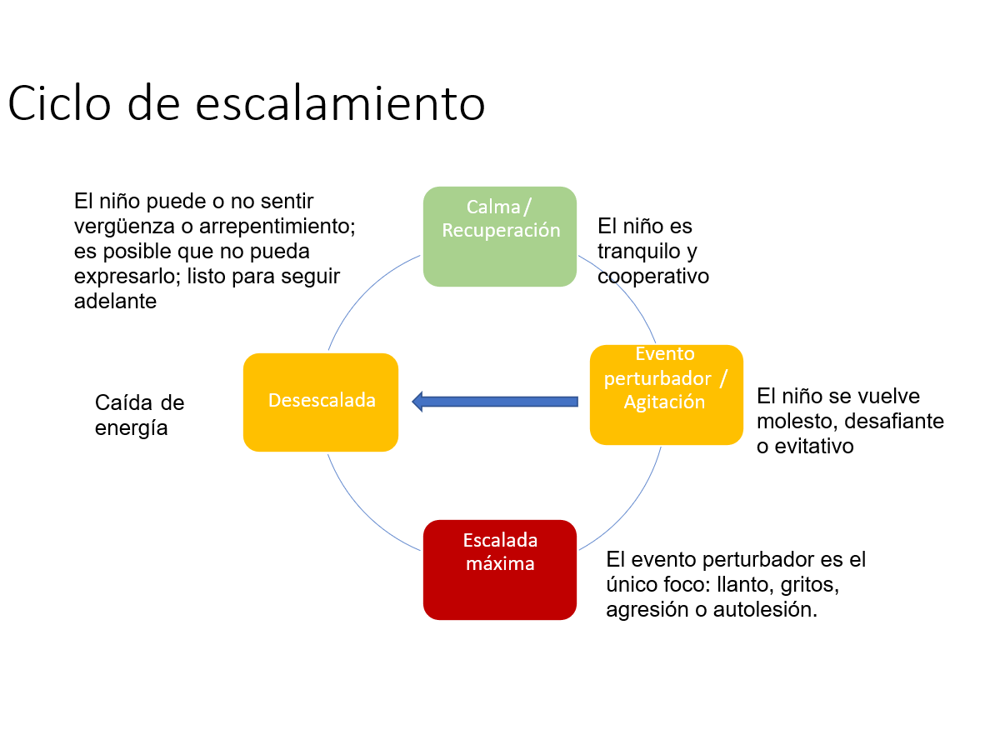 Ciclo de escalamiento
El niño puede o no sentir
vergüenza o arrepentimiento;
es posible que no pueda
expresarlo; listo para seguir
adelante
Calma /
Recuperación
El niño es
tranquilo y
cooperativo
Evento
perturbador /
Agitación
El niño se vuelve
molesto, desafiante
o evitativo
Desescalada
Caída de
energía
Escalada
máxima
El evento perturbador es el
único foco: llanto, gritos,
agresión o autolesión.